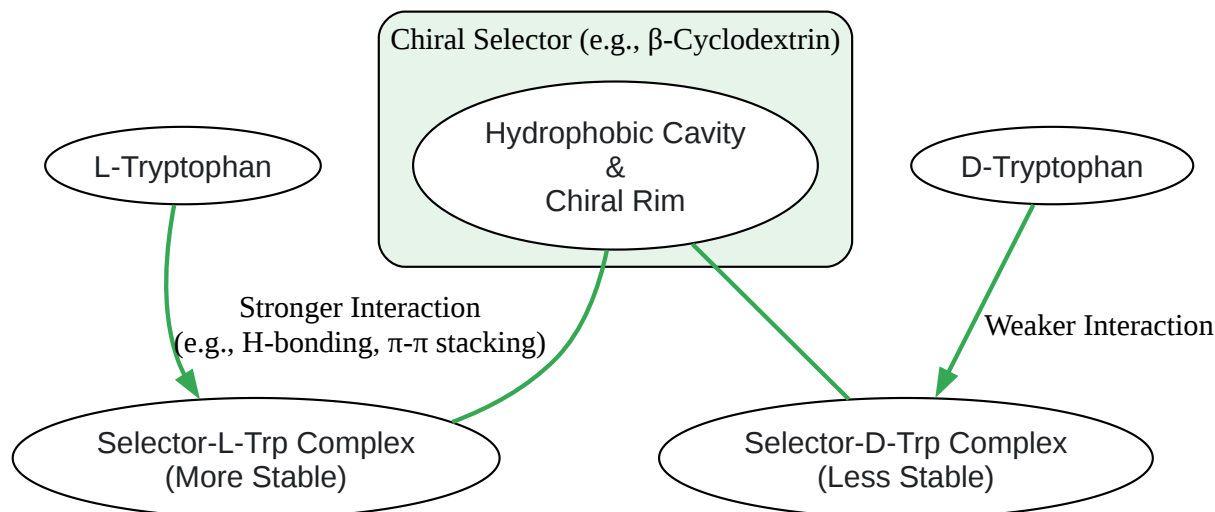 Chiral Selector (e.g., β-Cyclodextrin)
Hydrophobic Cavity
&
Chiral Rim
L-Tryptophan
D-Tryptophan
Stronger Interaction
(e.g., H-bonding, π-π stacking)
Weaker Interaction
Selector-L-Trp Complex
(More Stable)
Selector-D-Trp Complex
(Less Stable)